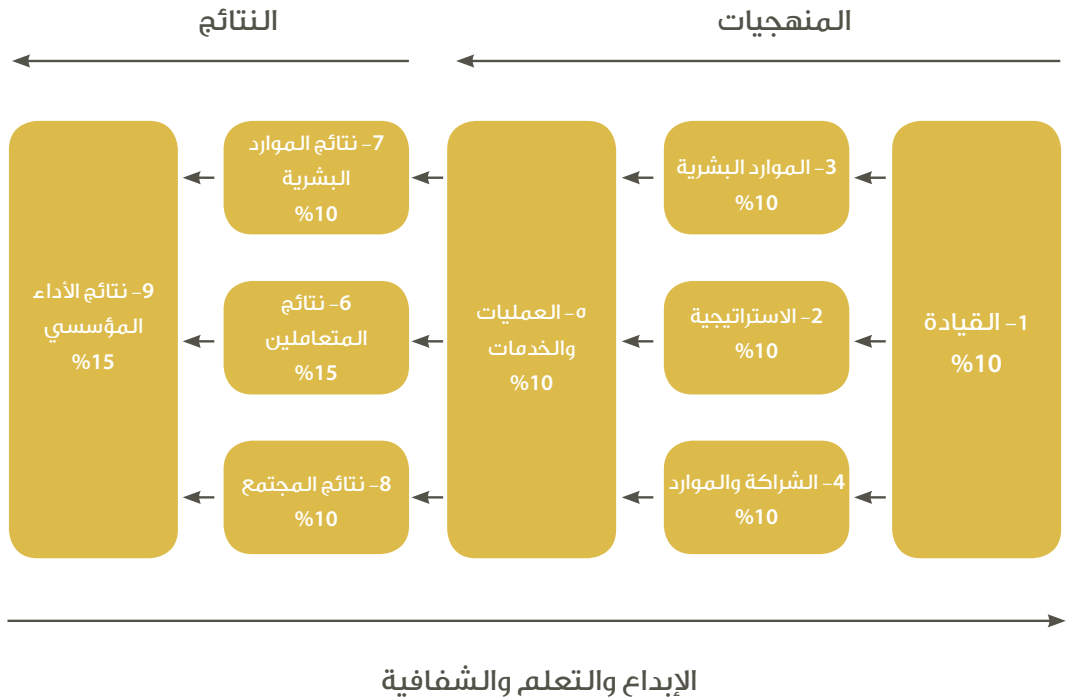 المنهجيات
النتائج
1- القيادة
%10
3- الموارد البشرية
%10
2- الاستراتيجية
%10
4- الشراكة والموارد
%10
٥- العمليات
والخدمات
%10
7- نتائج الموارد
البشرية
%10
6- نتائج
المتعاملين
%15
8- نتائج المجتمع
%10
9- نتائج الأداء
المؤسسي
%15
الإبداع والتعلم والشفافية